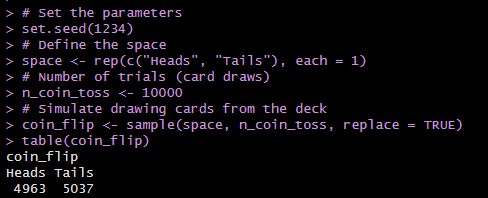 > # Set the parameters
> set.seed(1234)
> # Define the space
> space <- rep(c("Heads", "Tails"), each = 1)
> # Number of trials (card draws)
> n_coin_toss <- 10000
> # Simulate drawing cards from the deck
> coin_flip <- sample(space, n_coin_toss, replace = TRUE)
> table(coin_flip)
coin_flip
Heads Tails
 4963  5037